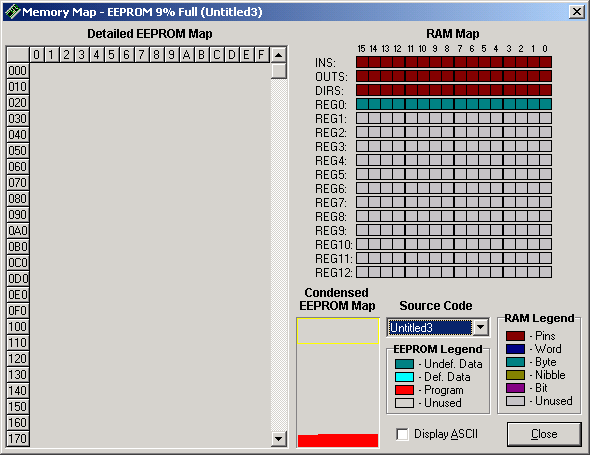 Memory Map - EEPROM 9% Full (Untitled3)
Detailed EEPROM Map
0 1 2 3 4 5 6 7 8 9 A B C D E F
000
010
020
030
040
050
060
070
080
090
0A0
0B0
0C0
0D0
0E0
0F0
100
110
120
130
140
150
160
170
RAM Map
15 14 13 12 11 10 9 8 7 6 5 4 3 2 1 0
INS:
OUTS:
DIRS:
REG0:
REG1:
REG2:
REG3:
REG4:
REG5:
REG6:
REG7:
REG8:
REG9:
REG10:
REG11:
REG12:
Condensed
EEPROM Map
Source Code
Untitled3
EEPROM Legend
- Undef. Data
- Def. Data
- Program
- Unused
Display ASCII
RAM Legend
- Pins
- Word
- Byte
- Nibble
- Bit
- Unused
Close